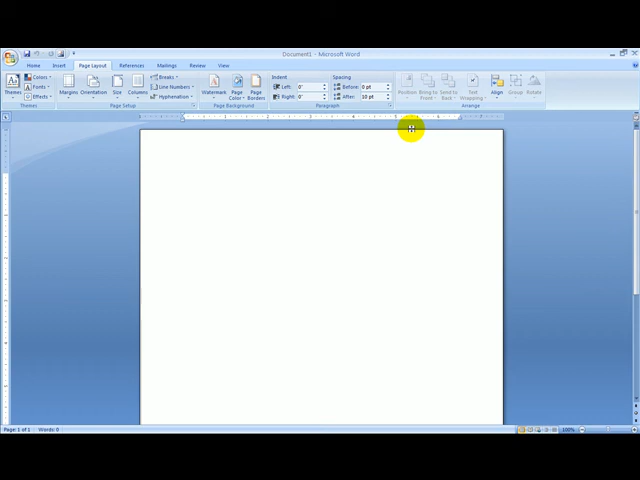 Document1 - Microsoft Word
Home Insert Page Layout References Mailings Review View
Themes Colors Fonts Effects Themes
Margins Orientation Size Columns Breaks Line Numbers Hyphenation Page Setup
Watermark Page Color Page Borders Page Background
Indent Left: 0" Right: 0" Spacing Before: 0 pt After: 10 pt Paragraph
Position Bring to Front Send to Back Text Wrapping Align Group Rotate Arrange
Page: 1 of 1 Words: 0 100%